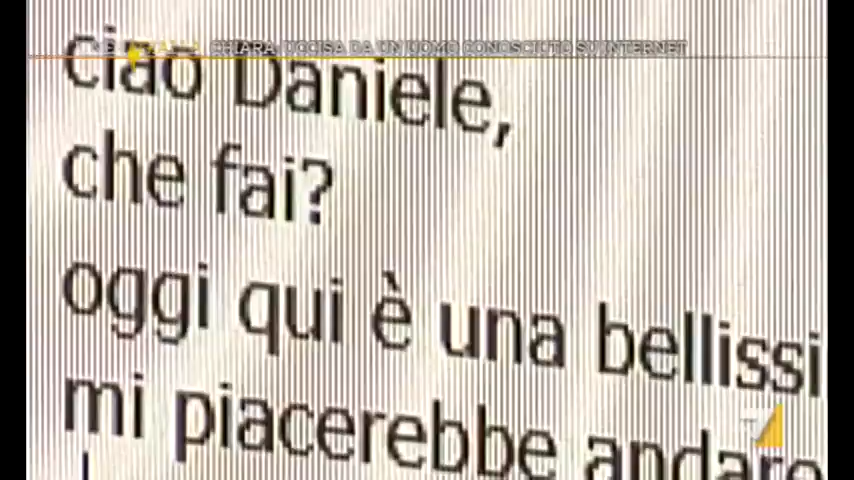 CHIARA, UCCISA DA UN UOMO CONOSCIUTO SU INTERNET
ciao Daniele,
che fai?
oggi qui è una bellissi
mi piacerebbe andare